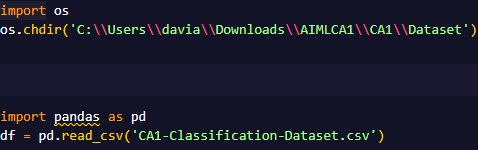 import os
os.chdir('C:\\Users\\davia\\Downloads\\AIMLCA1\\CA1\\Dataset')
import pandas as pd
df = pd.read_csv('CA1-Classification-Dataset.csv')